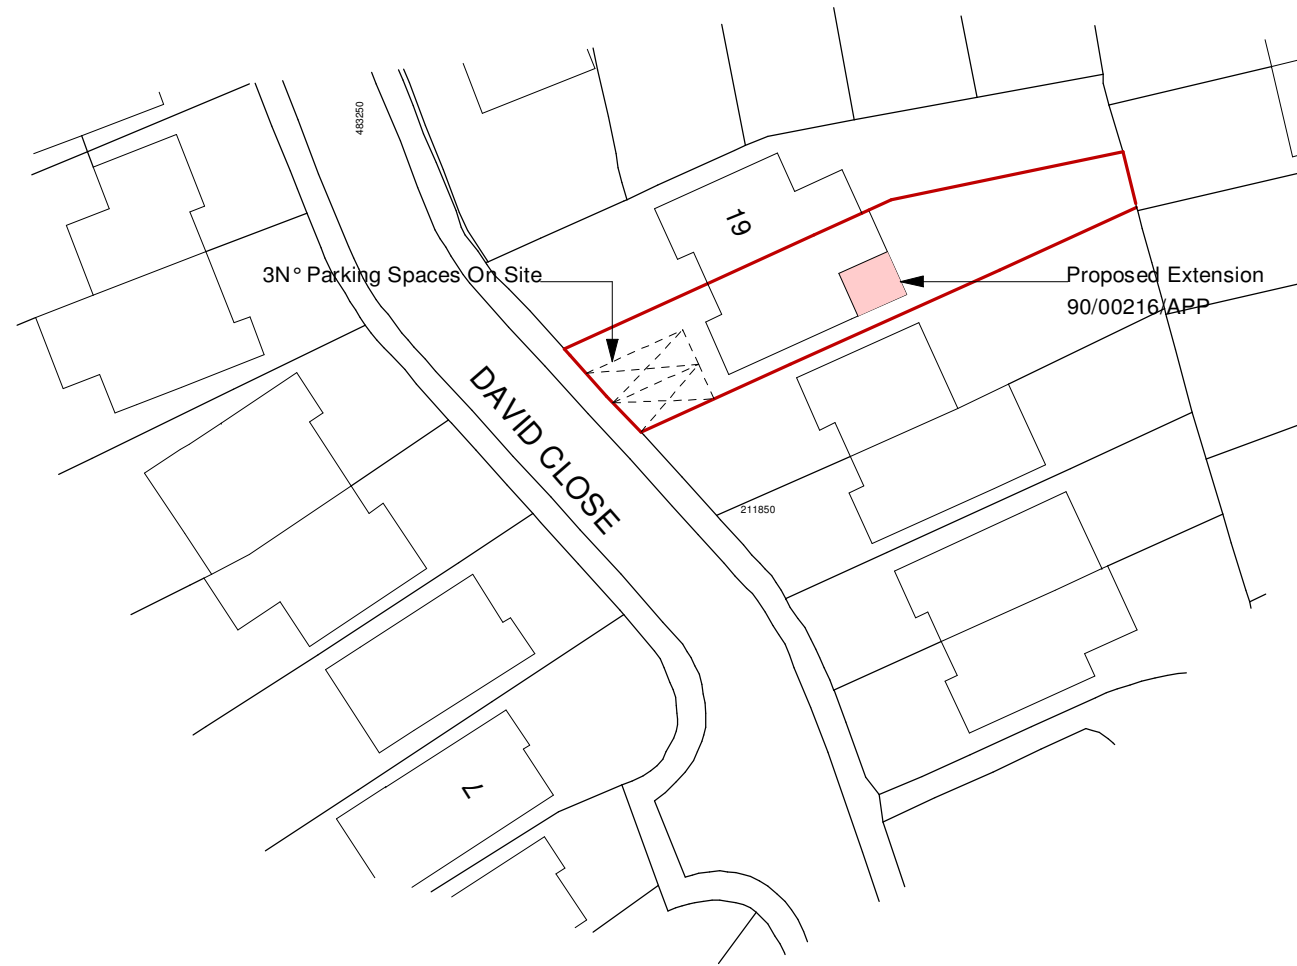 483250
19
3N° Parking Spaces On Site
Proposed Extension
90/00216/APP
DAVID CLOSE
211850
7